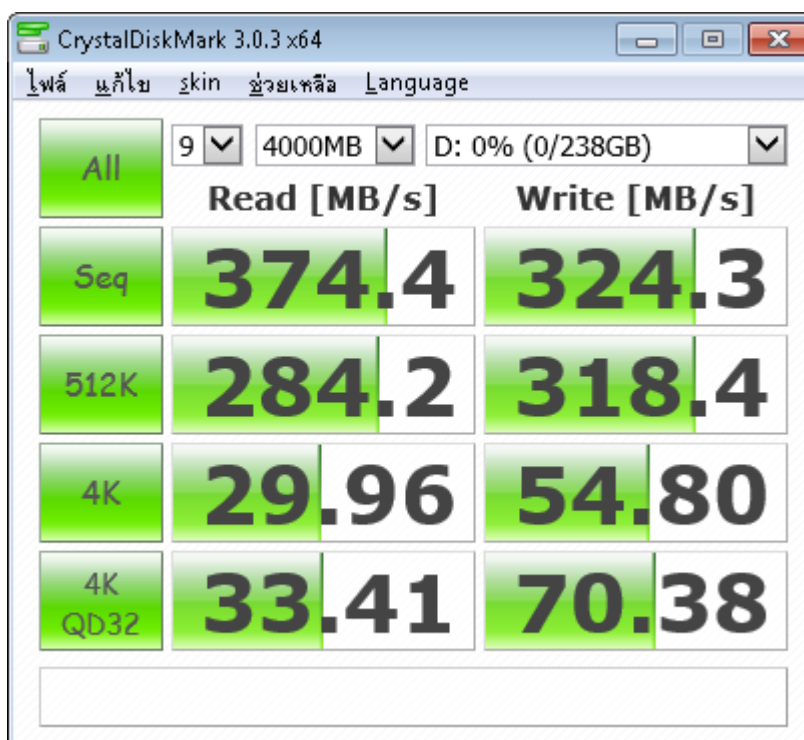 CrystalDiskMark 3.0.3 x64
ไฟล์ แก้ไข skin ช่วยเหลือ Language
All 9 4000MB D: 0% (0/238GB)
Read [MB/s] Write [MB/s]
Seq 374.4 324.3
512K 284.2 318.4
4K 29.96 54.80
4K
QD32 33.41 70.38